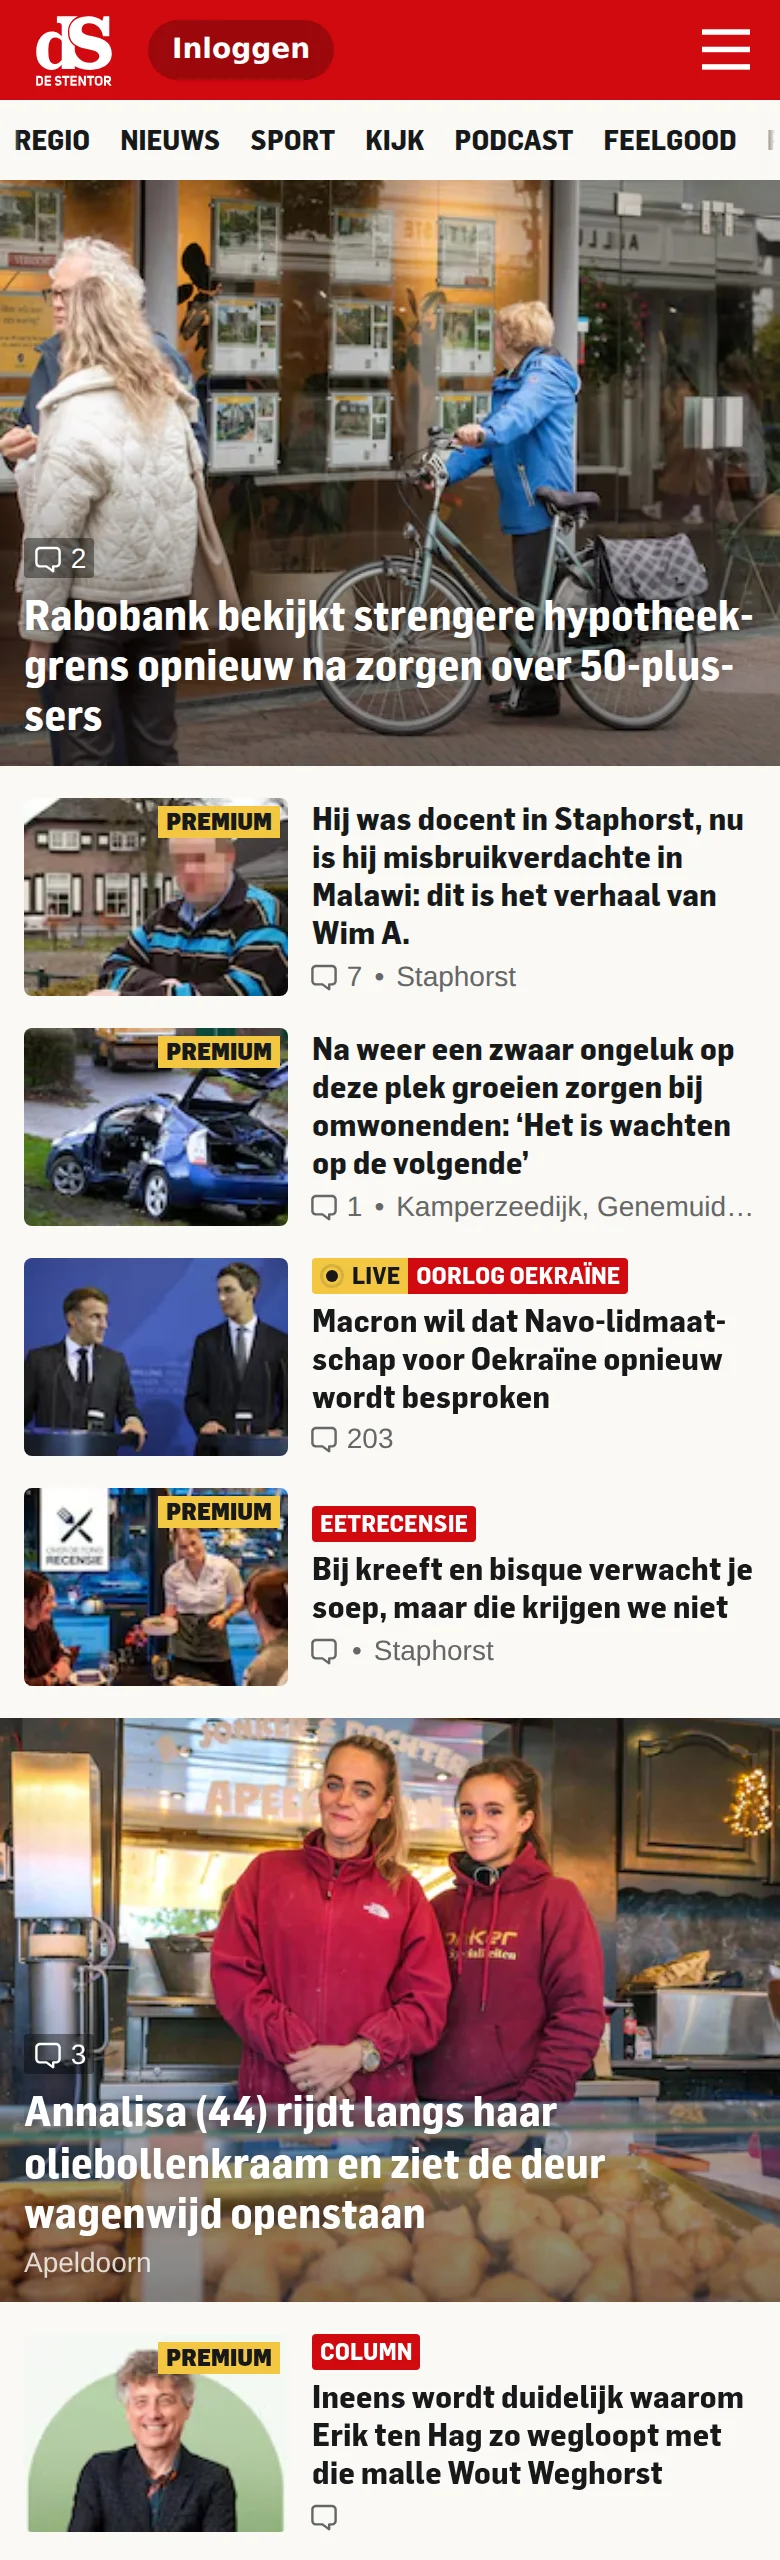 dS
DE STENTOR
Inloggen
REGIO NIEUWS SPORT KIJK PODCAST FEELGOOD
2
Rabobank bekijkt strengere hypotheek-
grens opnieuw na zorgen over 50-plus-
sers
PREMIUM
Hij was docent in Staphorst, nu
is hij misbruikverdachte in
Malawi: dit is het verhaal van
Wim A.
7 • Staphorst
PREMIUM
Na weer een zwaar ongeluk op
deze plek groeien zorgen bij
omwonenden: ‘Het is wachten
op de volgende’
1 • Kamperzeedijk, Genemuid…
LIVE OORLOG OEKRAÏNE
Macron wil dat Navo-lidmaat-
schap voor Oekraïne opnieuw
wordt besproken
203
RECENSIE
PREMIUM
EETRECENSIE
Bij kreeft en bisque verwacht je
soep, maar die krijgen we niet
• Staphorst
3
Annalisa (44) rijdt langs haar
oliebollenkraam en ziet de deur
wagenwijd openstaan
Apeldoorn
PREMIUM
COLUMN
Ineens wordt duidelijk waarom
Erik ten Hag zo wegloopt met
die malle Wout Weghorst